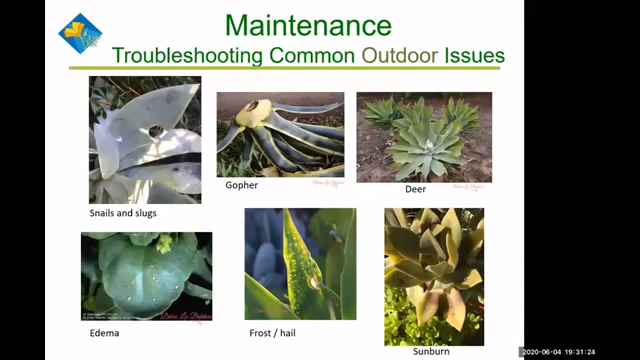 Maintenance
Troubleshooting Common Outdoor Issues
Snails and slugs
Gopher
Deer
Edema
Frost / hail
Sunburn
2020-06-04 19:31:24